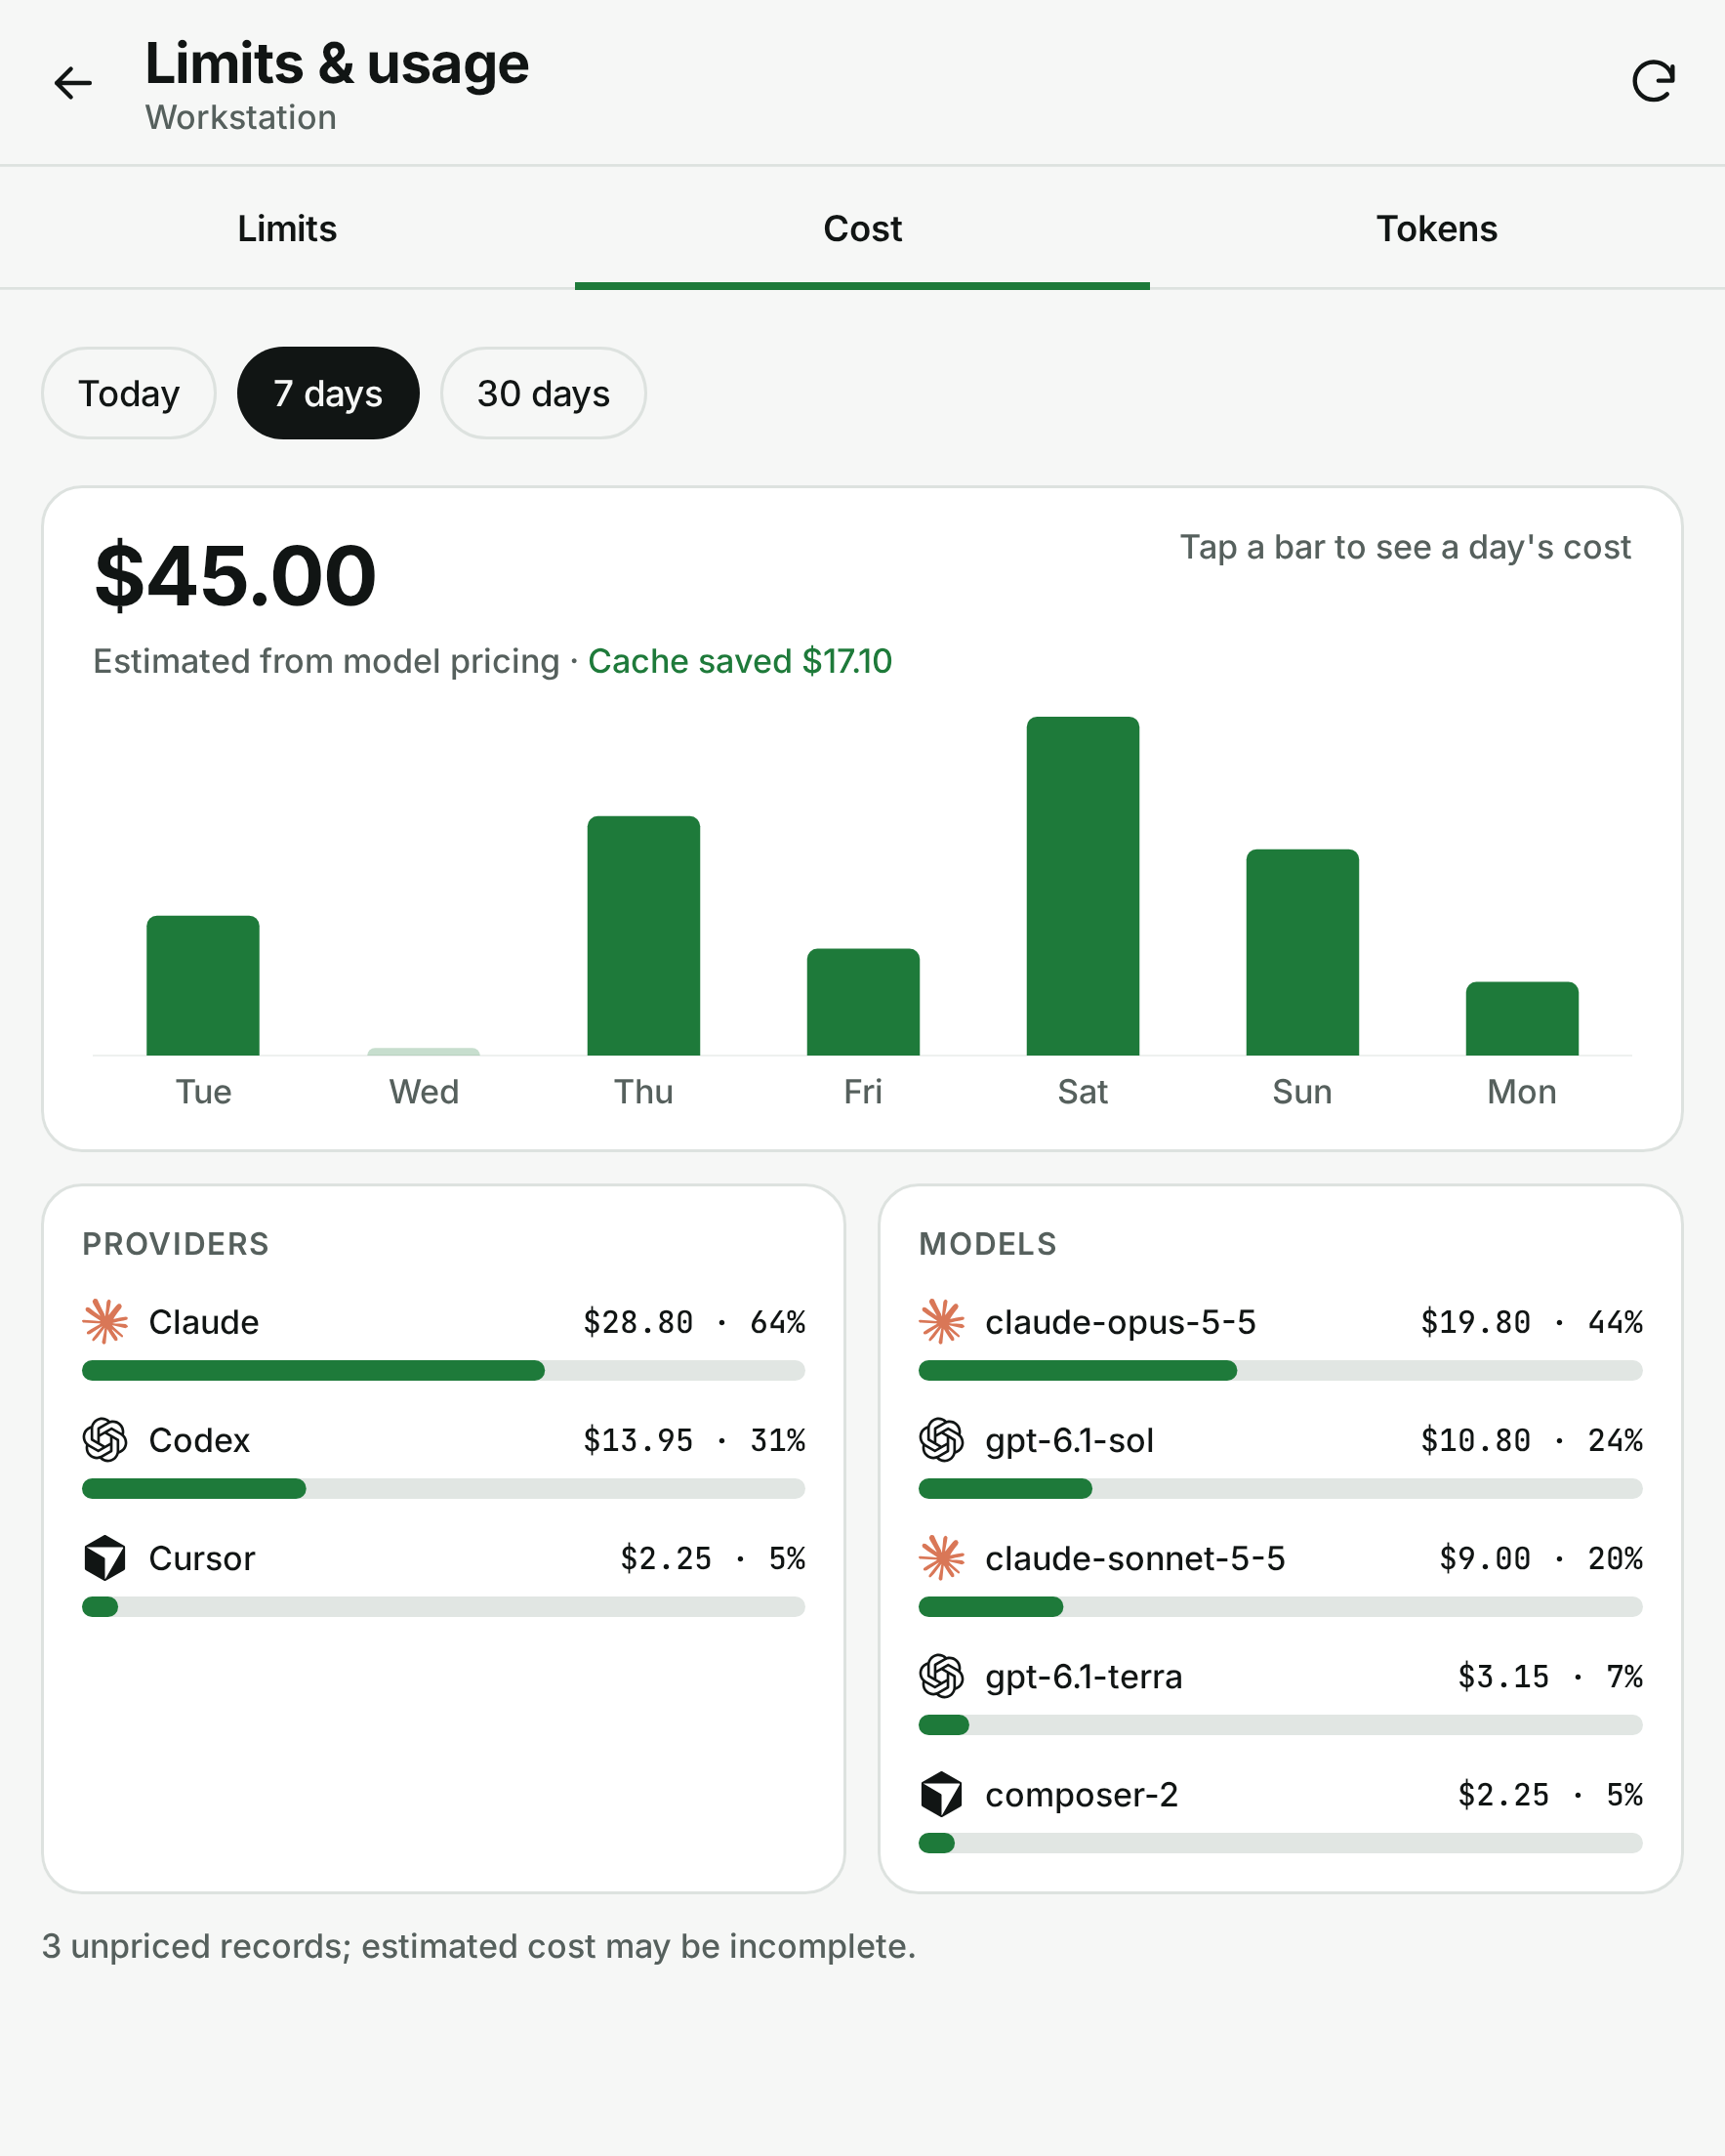 Limits & usage
Workstation
Limits
Cost
Tokens
Today
7 days
30 days
$45.00
Tap a bar to see a day's cost
Estimated from model pricing · Cache saved $17.10
Tue
Wed
Thu
Fri
Sat
Sun
Mon
PROVIDERS
Claude $28.80 · 64%
Codex $13.95 · 31%
Cursor $2.25 · 5%
MODELS
claude-opus-5-5 $19.80 · 44%
gpt-6.1-sol $10.80 · 24%
claude-sonnet-5-5 $9.00 · 20%
gpt-6.1-terra $3.15 · 7%
composer-2 $2.25 · 5%
3 unpriced records; estimated cost may be incomplete.